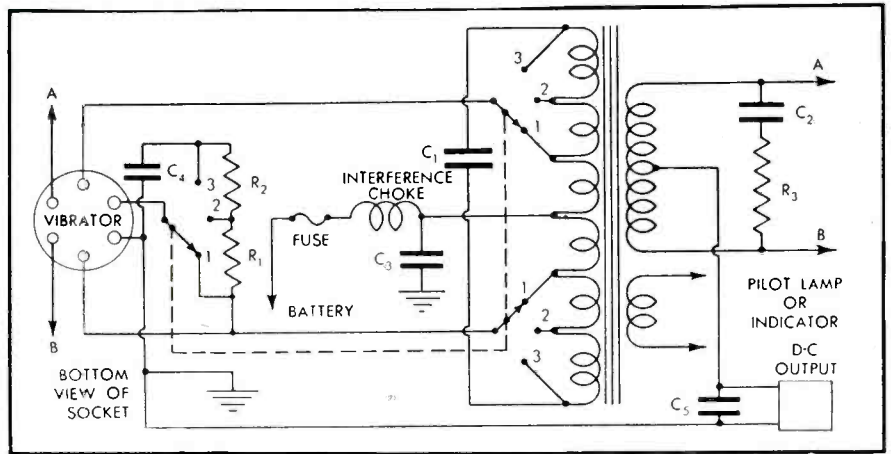 A
VIBRATOR
B
BOTTOM
VIEW OF
SOCKET
C4
3
2
1
R2
R1
FUSE
INTERFERENCE
CHOKE
C3
BATTERY
C1
3
2
1
1
2
3
A
C2
R3
B
PILOT LAMP
OR
INDICATOR
D-C
OUTPUT
C5